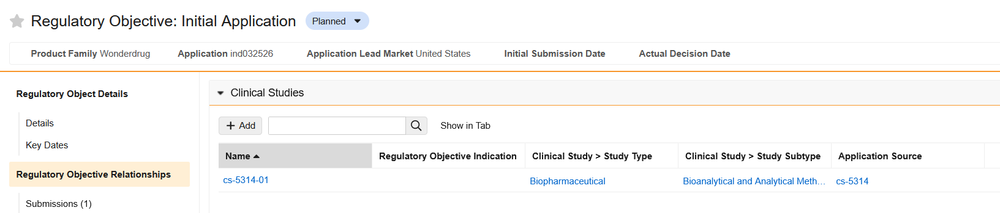 Regulatory Objective: Initial Application Planned
Product Family Wonderdrug Application ind032526 Application Lead Market United States Initial Submission Date Actual Decision Date
Regulatory Object Details
Details
Key Dates
Regulatory Objective Relationships
Submissions (1)
Clinical Studies
+ Add Show in Tab
Name Regulatory Objective Indication Clinical Study > Study Type Clinical Study > Study Subtype Application Source
cs-5314-01 Biopharmaceutical Bioanalytical and Analytical Meth... cs-5314